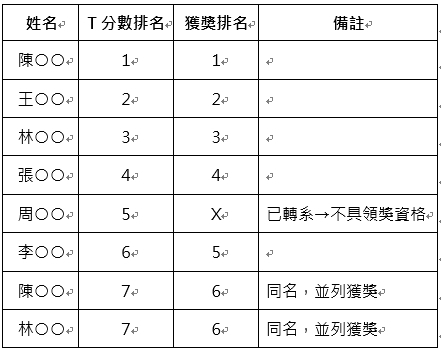 姓名 T分數排名 獲獎排名 備註
陳○○ 1 1
王○○ 2 2
林○○ 3 3
張○○ 4 4
周○○ 5 X 已轉系→不具領獎資格
李○○ 6 5
陳○○ 7 6 同名，並列獲獎
林○○ 7 6 同名，並列獲獎